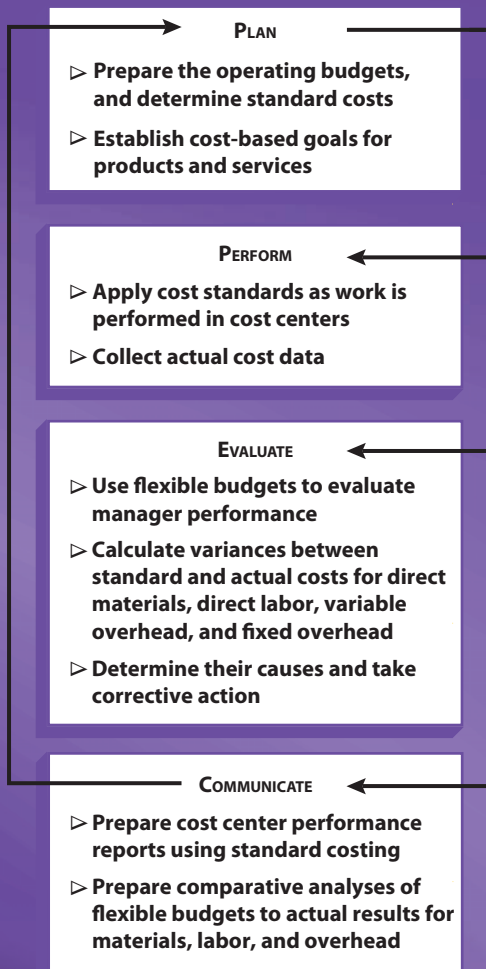 PLAN
▷ Prepare the operating budgets,
and determine standard costs
▷ Establish cost-based goals for
products and services
PERFORM
▷ Apply cost standards as work is
performed in cost centers
▷ Collect actual cost data
EVALUATE
▷ Use flexible budgets to evaluate
manager performance
▷ Calculate variances between
standard and actual costs for direct
materials, direct labor, variable
overhead, and fixed overhead
▷ Determine their causes and take
corrective action
COMMUNICATE
▷ Prepare cost center performance
reports using standard costing
▷ Prepare comparative analyses of
flexible budgets to actual results for
materials, labor, and overhead